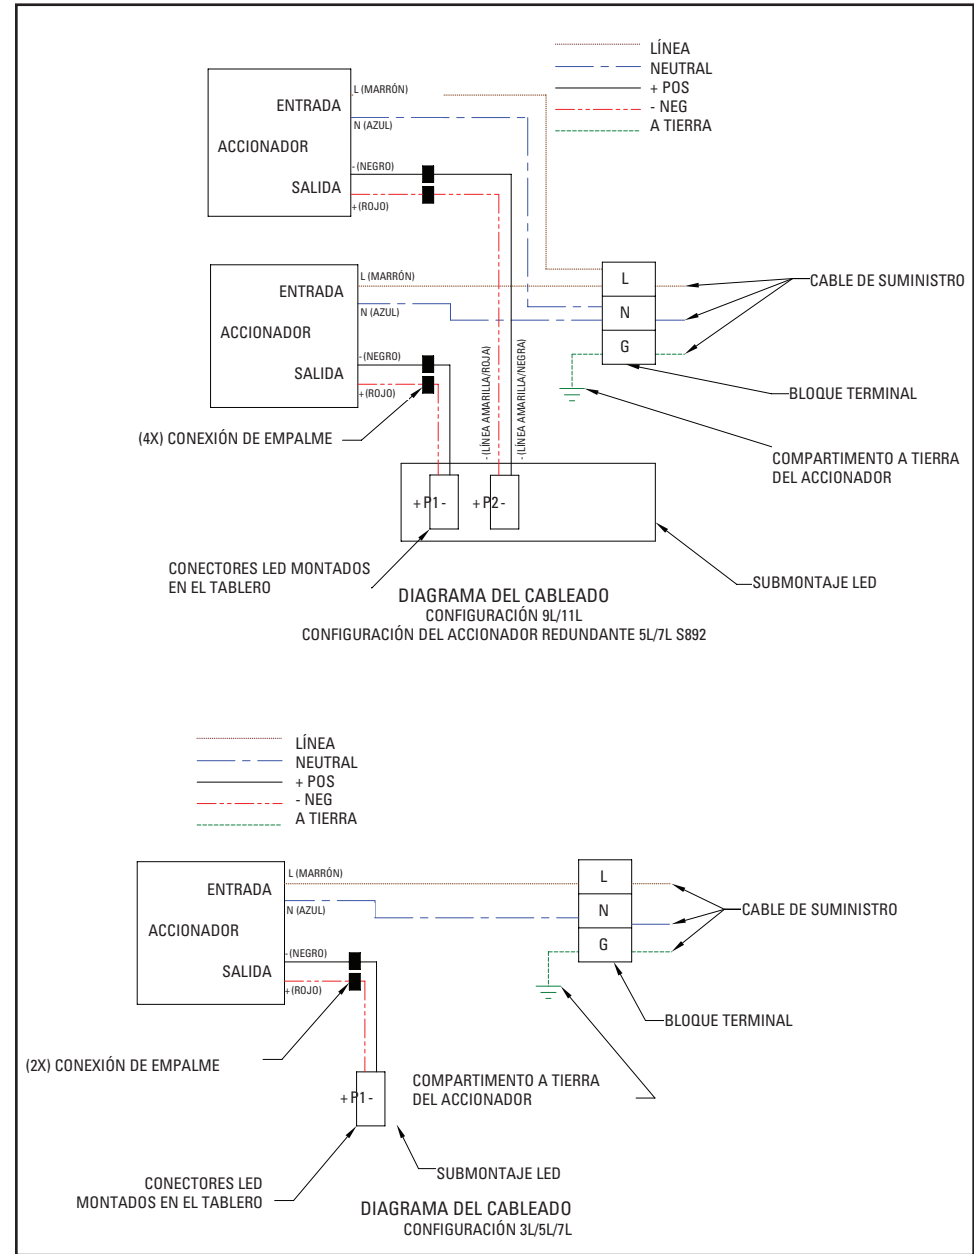 LÍNEA
NEUTRAL
+ POS
- NEG
A TIERRA
L (MARRÓN)
ENTRADA
N (AZUL)
ACCIONADOR
- (NEGRO)
SALIDA
+ (ROJO)
L (MARRÓN)
ENTRADA
N (AZUL)
ACCIONADOR
- (NEGRO)
SALIDA
+ (ROJO)
L
N
G
CABLE DE SUMINISTRO
BLOQUE TERMINAL
- (LÍNEA AMARILLA/ROJA)
- (LÍNEA AMARILLA/NEGRA)
(4X) CONEXIÓN DE EMPALME
COMPARTIMENTO A TIERRA
DEL ACCIONADOR
+ P1 -
+ P2 -
CONECTORES LED MONTADOS
EN EL TABLERO
SUBMONTAJE LED
DIAGRAMA DEL CABLEADO
CONFIGURACIÓN 9L/11L
CONFIGURACIÓN DEL ACCIONADOR REDUNDANTE 5L/7L S892
LÍNEA
NEUTRAL
+ POS
- NEG
A TIERRA
L (MARRÓN)
ENTRADA
N (AZUL)
ACCIONADOR
- (NEGRO)
SALIDA
+ (ROJO)
L
N
G
CABLE DE SUMINISTRO
BLOQUE TERMINAL
(2X) CONEXIÓN DE EMPALME
COMPARTIMENTO A TIERRA
DEL ACCIONADOR
+ P1 -
CONECTORES LED
MONTADOS EN EL TABLERO
SUBMONTAJE LED
DIAGRAMA DEL CABLEADO
CONFIGURACIÓN 3L/5L/7L